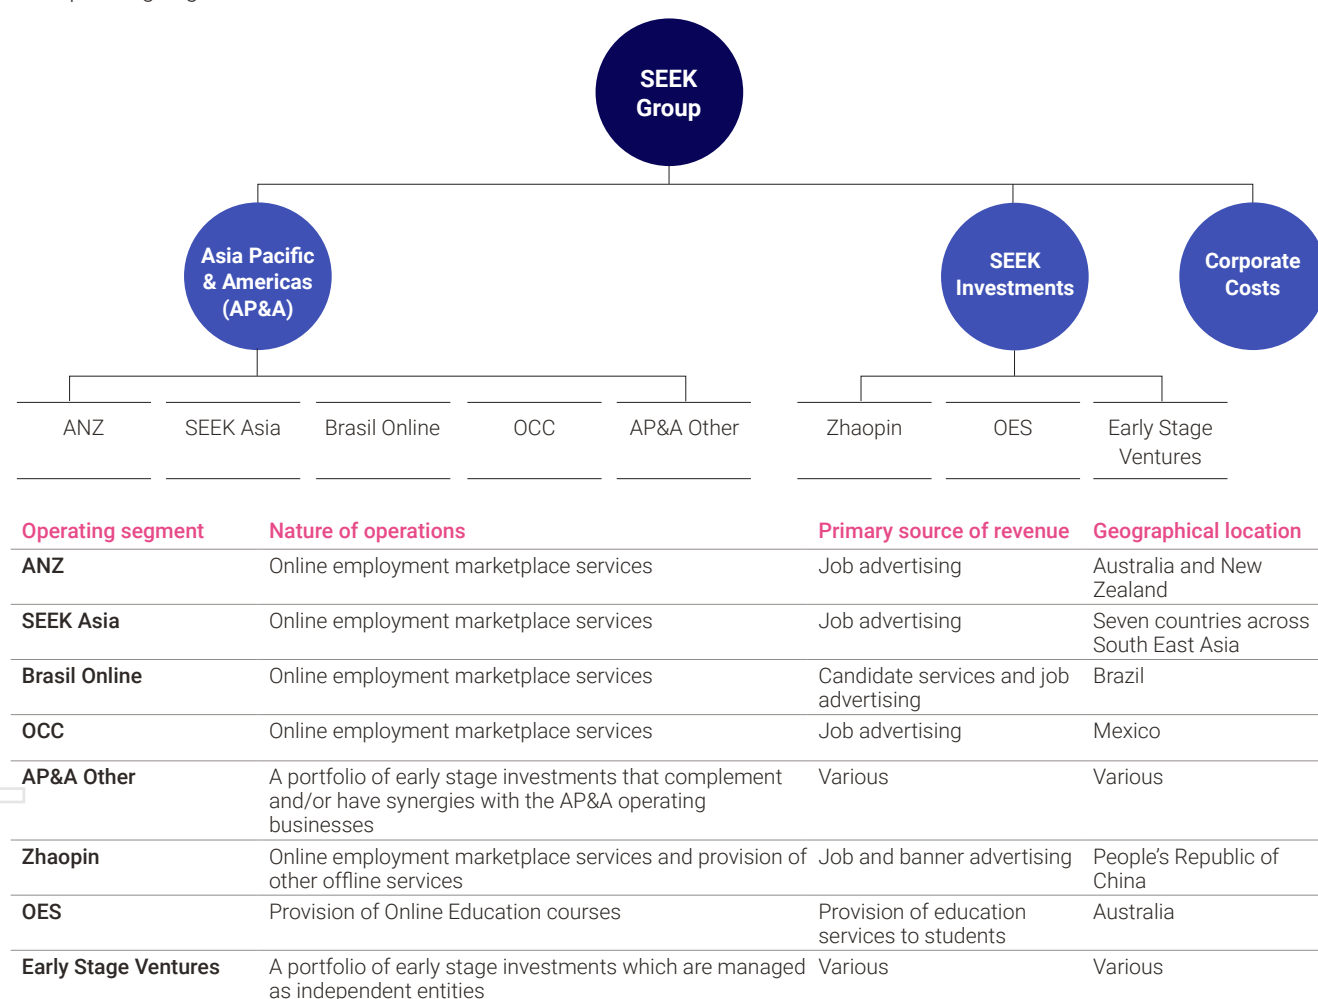 SEEK
Group
Asia Pacific
& Americas
(AP&A)
SEEK
Investments
Corporate
Costs
ANZ
SEEK Asia
Brasil Online
OCC
AP&A Other
Zhaopin
OES
Early Stage
Ventures
Operating segment Nature of operations Primary source of revenue Geographical location
ANZ Online employment marketplace services Job advertising Australia and New
Zealand
SEEK Asia Online employment marketplace services Job advertising Seven countries across
South East Asia
Brasil Online Online employment marketplace services Candidate services and job Brazil
advertising
OCC Online employment marketplace services Job advertising Mexico
AP&A Other A portfolio of early stage investments that complement Various Various
and/or have synergies with the AP&A operating
businesses
Zhaopin Online employment marketplace services and provision of Job and banner advertising People’s Republic of
other offline services China
OES Provision of Online Education courses Provision of education Australia
services to students
Early Stage Ventures A portfolio of early stage investments which are managed Various Various
as independent entities